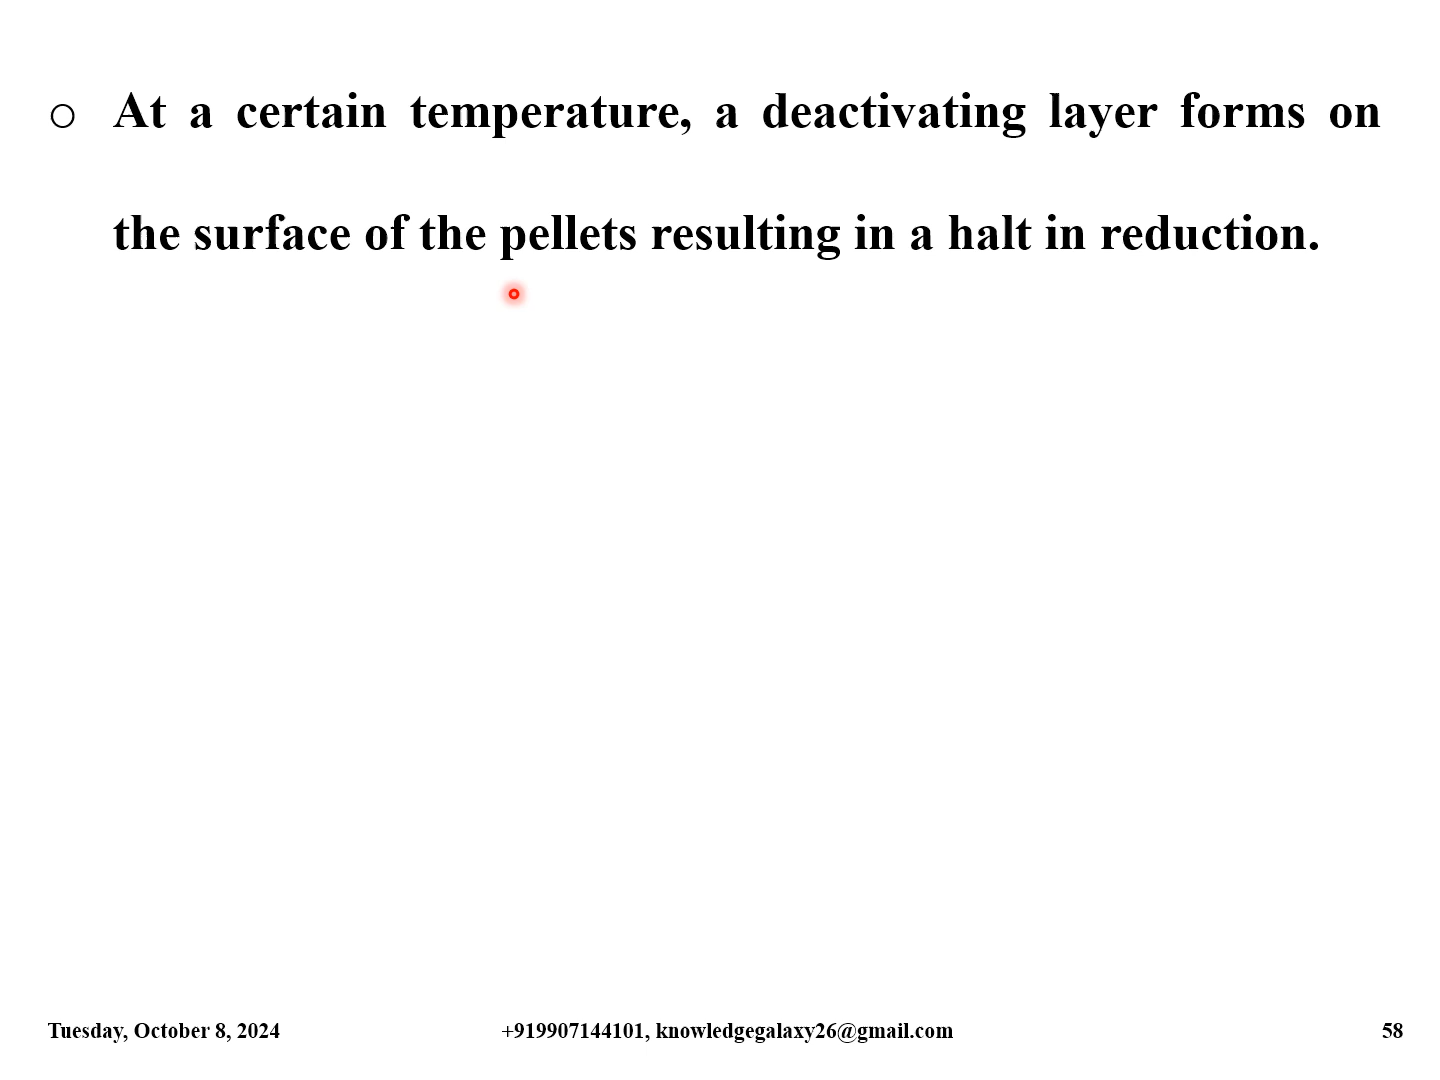 ○ At a certain temperature, a deactivating layer forms on
the surface of the pellets resulting in a halt in reduction.
Tuesday, October 8, 2024
+919907144101, knowledgegalaxy26@gmail.com
58